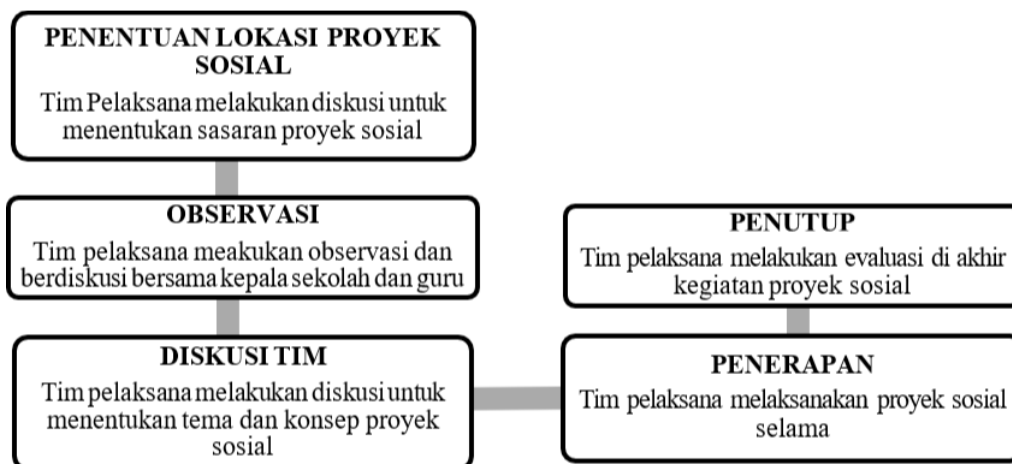 PENENTUAN LOKASI PROYEK
SOSIAL
Tim Pelaksana melakukan diskusi untuk
menentukan sasaran proyek sosial
OBSERVASI
Tim pelaksana meakukan observasi dan
berdiskusi bersama kepala sekolah dan guru
DISKUSI TIM
Tim pelaksana melakukan diskusi untuk
menentukan tema dan konsep proyek
sosial
PENERAPAN
Tim pelaksana melaksanakan proyek sosial
selama
PENUTUP
Tim pelaksana melakukan evaluasi di akhir
kegiatan proyek sosial